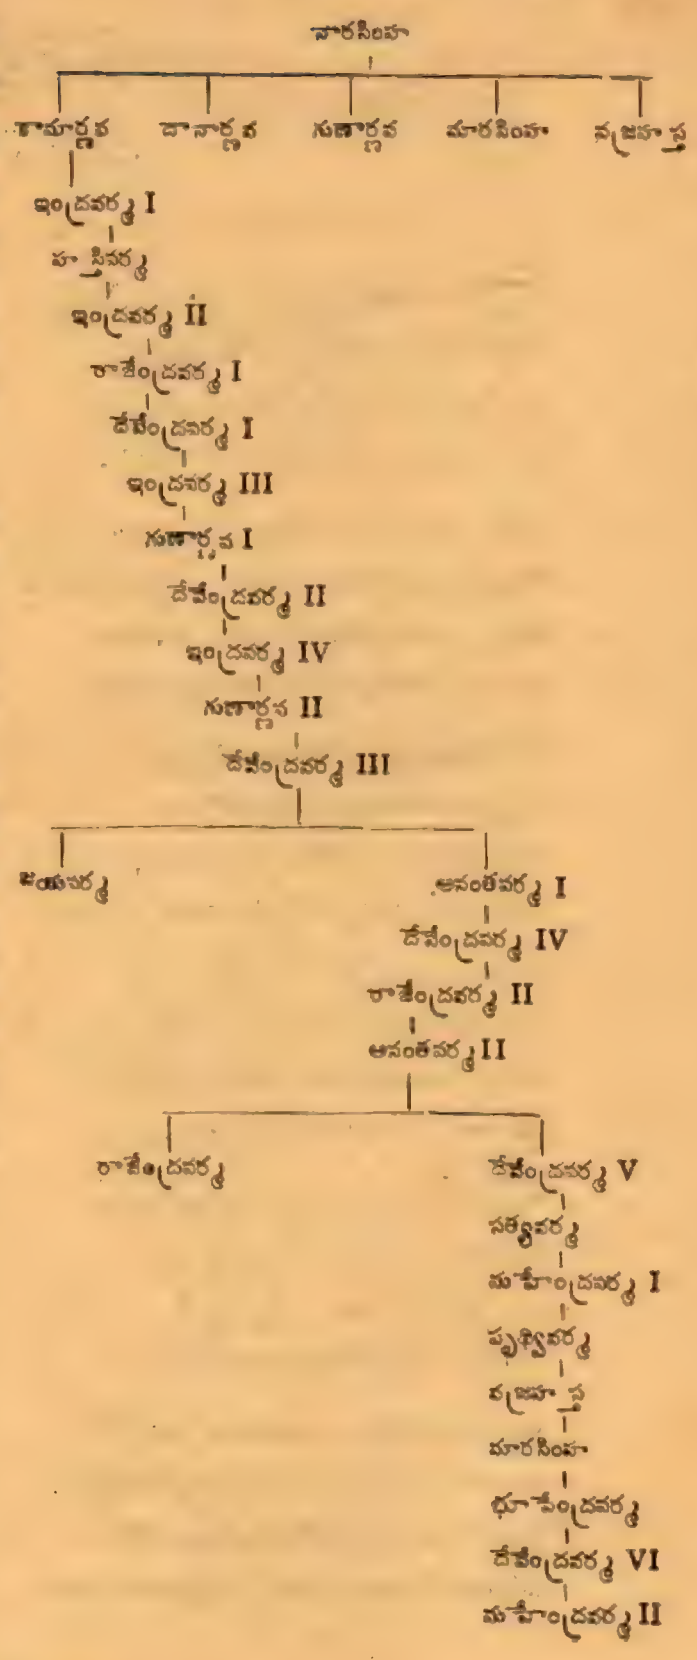 నారసింహ
కామార్ణవ దానార్ణవ గుణార్ణవ మారసింహ వజ్రహస్త
ఇంద్రవర్మ I
హస్తివర్మ
ఇంద్రవర్మ II
రాజేంద్రవర్మ I
దేవేంద్రవర్మ I
ఇంద్రవర్మ III
గుణార్ణవ I
దేవేంద్రవర్మ II
ఇంద్రవర్మ IV
గుణార్ణవ II
దేవేంద్రవర్మ III
జయవర్మ అనంతవర్మ I
దేవేంద్రవర్మ IV
రాజేంద్రవర్మ II
అనంతవర్మ II
రాజేంద్రవర్మ దేవేంద్రవర్మ V
సత్యవర్మ
మహేంద్రవర్మ I
పృథ్వివర్మ
వజ్రహస్త
మారసింహ
భూపేంద్రవర్మ
దేవేంద్రవర్మ VI
మహేంద్రవర్మ II